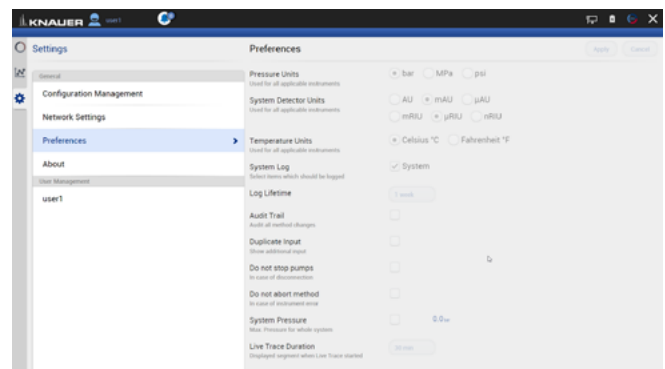 KNAUER user1
Settings
Preferences
Apply Cancel
General
Configuration Management
Network Settings
Preferences
About
User Management
user1
Pressure Units
Used for all applicable instruments
bar MPa psi
System Detector Units
Used for all applicable instruments
AU mAU µAU
mRIU µRIU nRIU
Temperature Units
Used for all applicable instruments
Celsius °C Fahrenheit °F
System Log
Select items which should be logged
System
Log Lifetime
1 week
Audit Trail
Audit all method changes
Duplicate Input
Show additional input
Do not stop pumps
In case of disconnection
Do not abort method
In case of instrument error
System Pressure
Max. Pressure for whole system
0.0 bar
Live Trace Duration
Displayed segment when Live Trace started
30 min